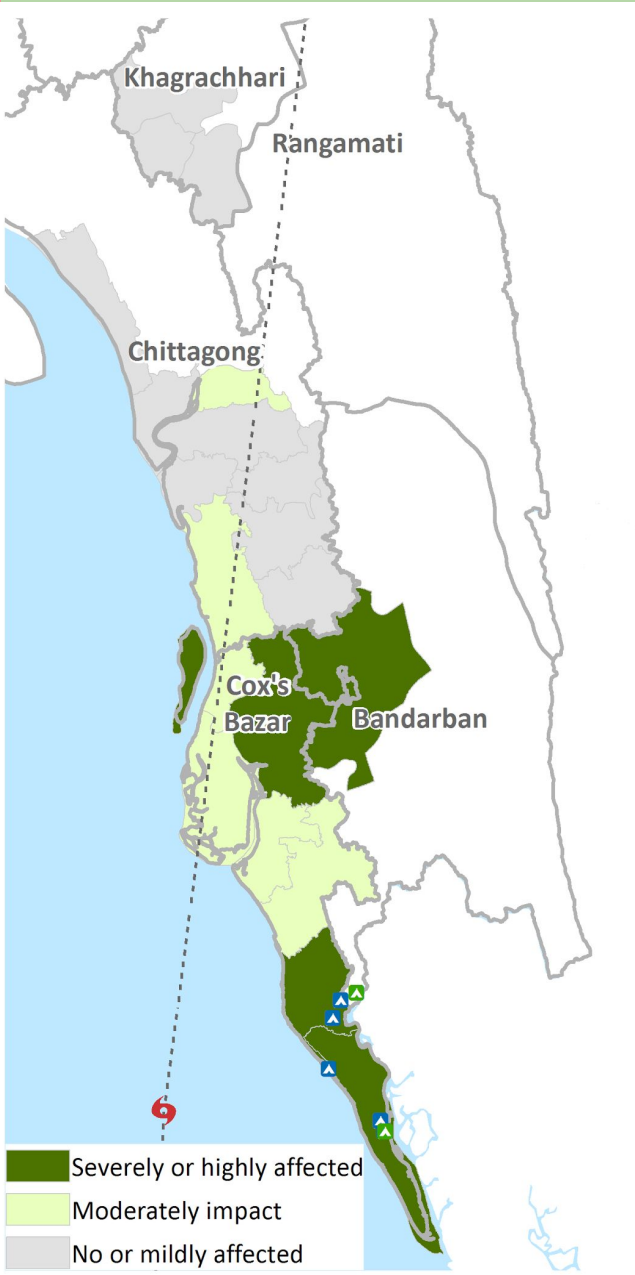 Khagrachhari
Rangamati
Chittagong
Cox's
Bazar
Bandarban
Severely or highly affected
Moderately impact
No or mildly affected